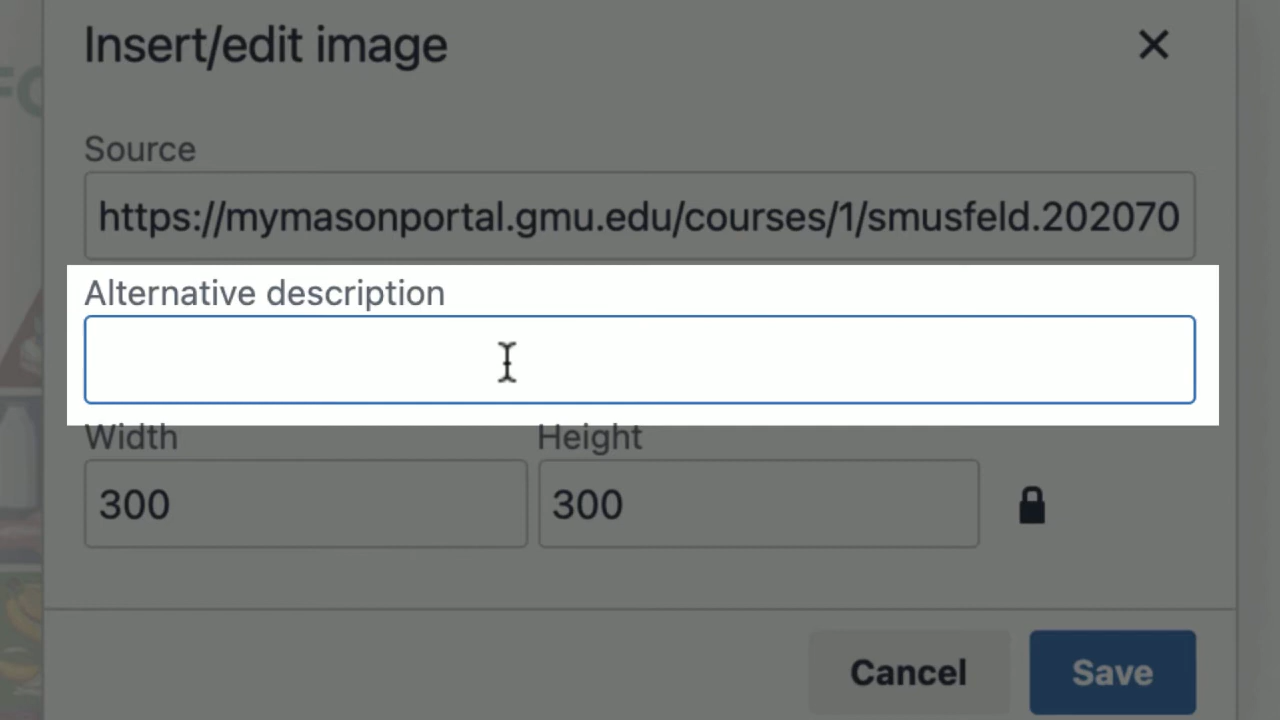 Insert/edit image
Source
https://mymasonportal.gmu.edu/courses/1/smusfeld.202070
Alternative description
Width Height
300 300
Cancel Save